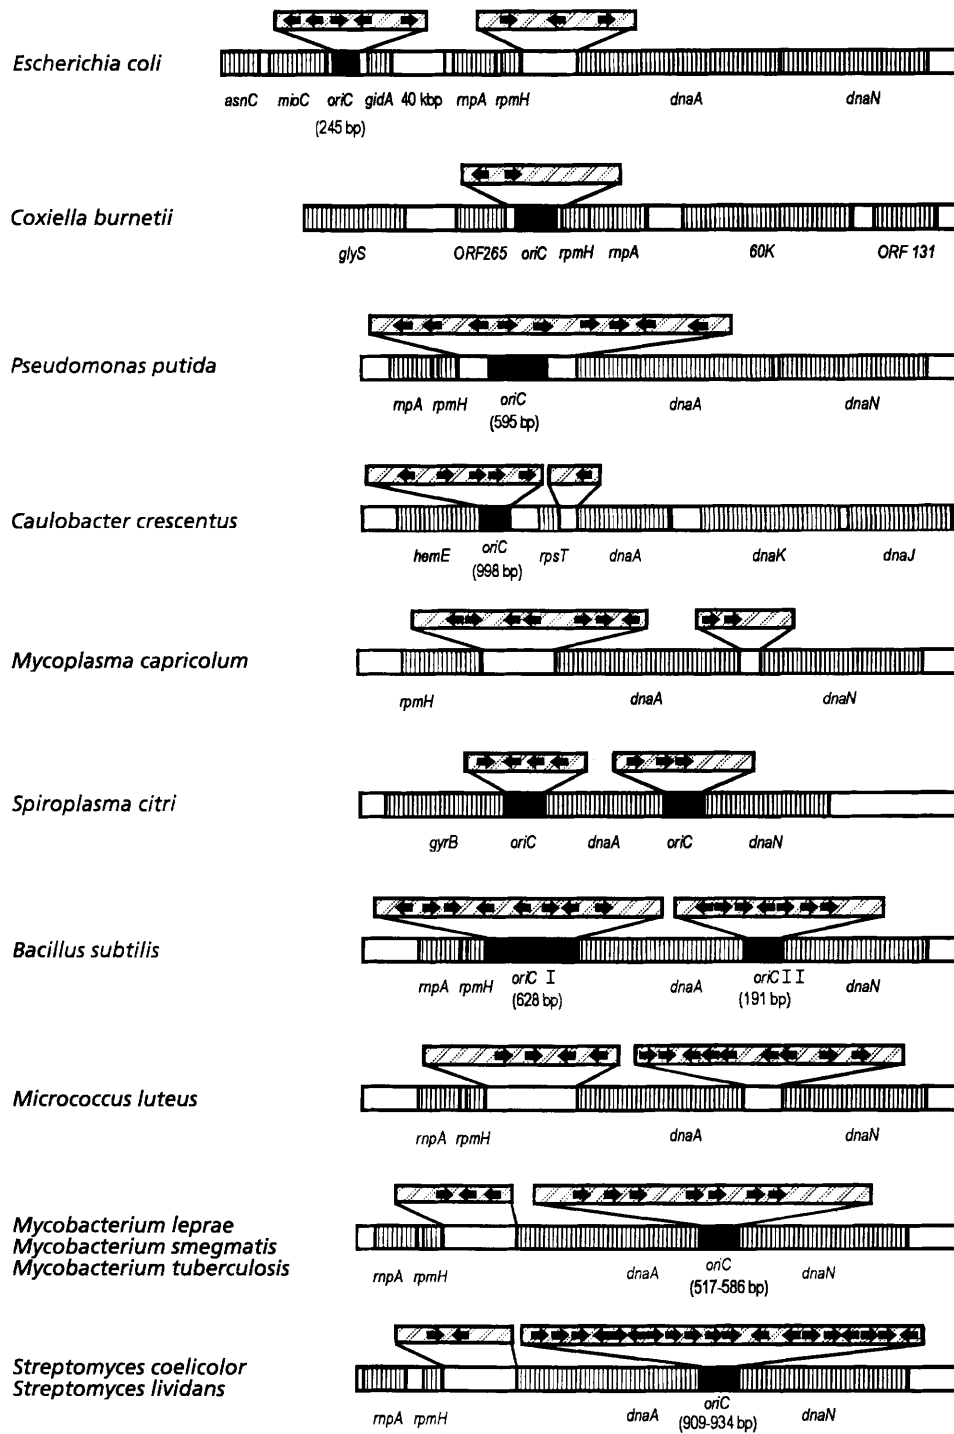 Escherichia coli
asnC mioC oriC gidA 40 kbp rnpA rpmH dnaA dnaN
(245 bp)
Coxiella burnetii
glyS ORF265 oriC rpmH rnpA 60K ORF 131
Pseudomonas putida
rnpA rpmH oriC dnaA dnaN
(595 bp)
Caulobacter crescentus
hemE oriC rpsT dnaA dnaK dnaJ
(998 bp)
Mycoplasma capricolum
rpmH dnaA dnaN
Spiroplasma citri
gyrB oriC dnaA oriC dnaN
Bacillus subtilis
rnpA rpmH oriC I dnaA oriC II dnaN
(628 bp) (191 bp)
Micrococcus luteus
rnpA rpmH dnaA dnaN
Mycobacterium leprae
Mycobacterium smegmatis
Mycobacterium tuberculosis
rnpA rpmH dnaA oriC dnaN
(517-586 bp)
Streptomyces coelicolor
Streptomyces lividans
rnpA rpmH dnaA oriC dnaN
(909-934 bp)